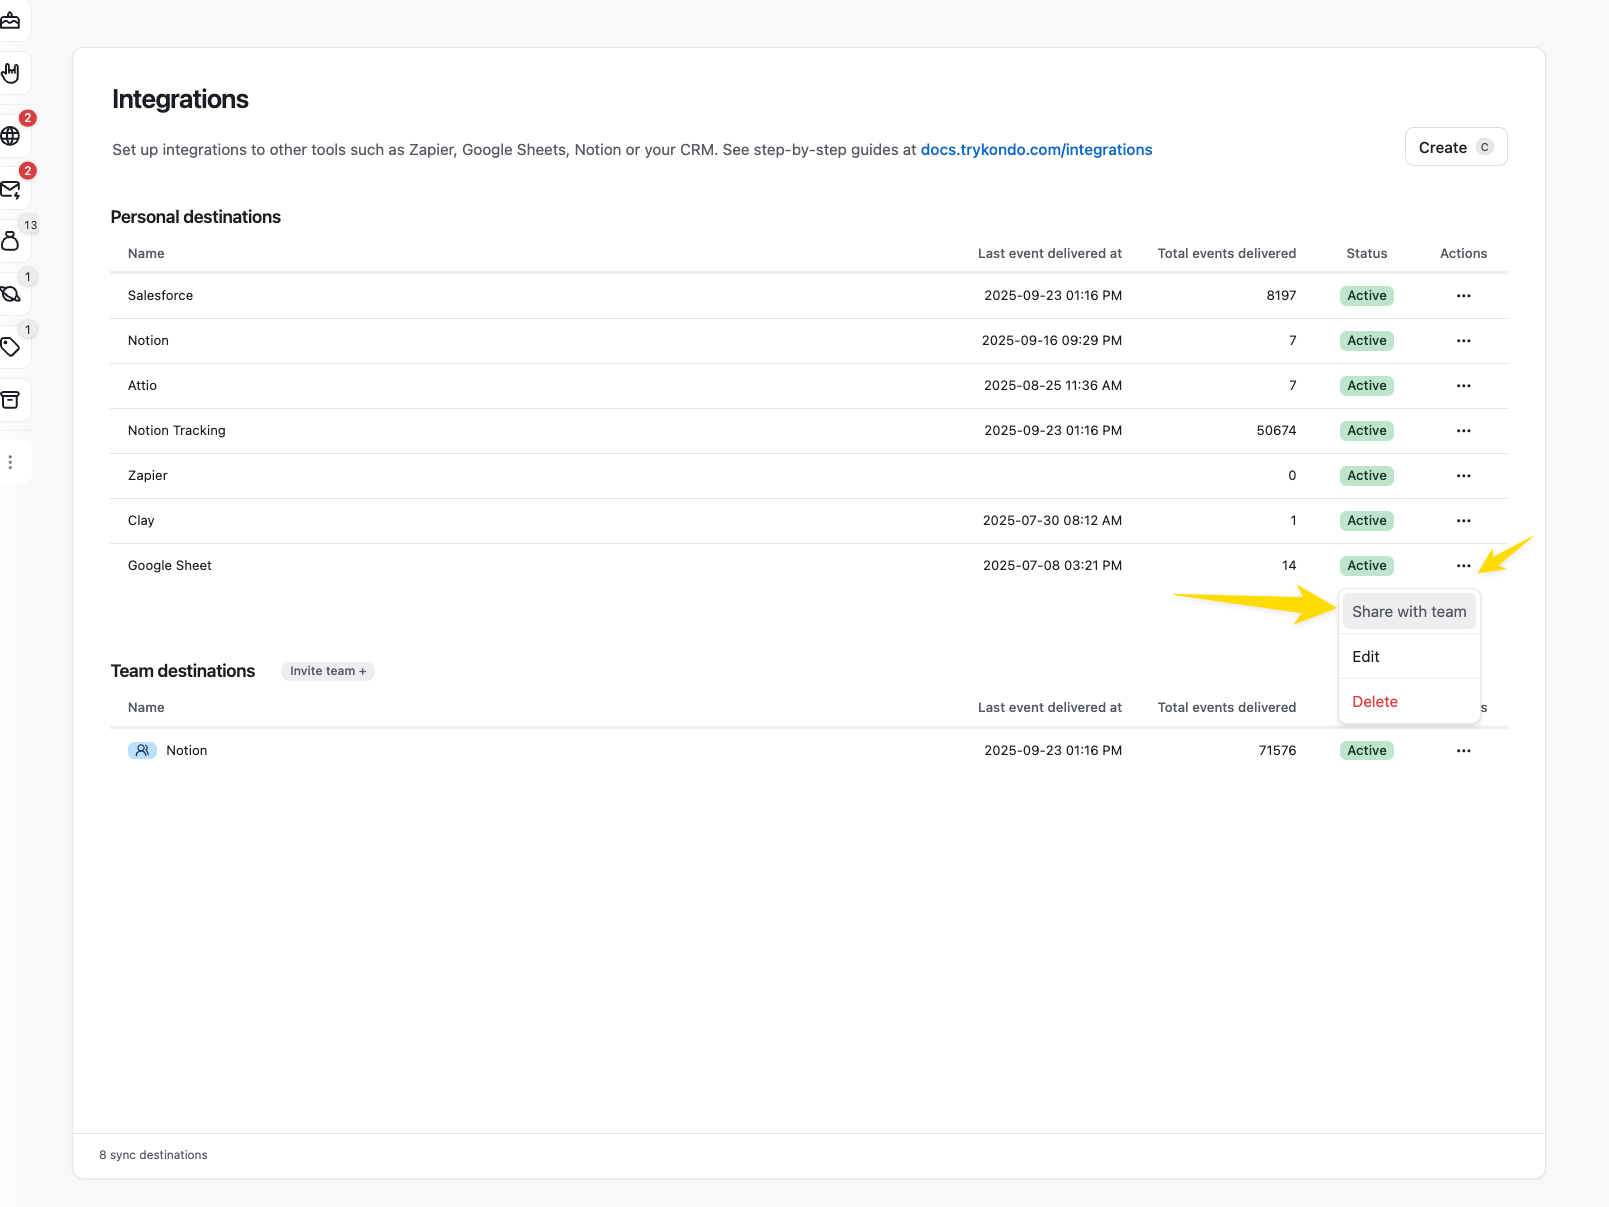 2
2
13
1
1
Integrations
Set up integrations to other tools such as Zapier, Google Sheets, Notion or your CRM. See step-by-step guides at docs.trykondo.com/integrations
Create C
Personal destinations
Name Last event delivered at Total events delivered Status Actions
Salesforce 2025-09-23 01:16 PM 8197 Active
Notion 2025-09-16 09:29 PM 7 Active
Attio 2025-08-25 11:36 AM 7 Active
Notion Tracking 2025-09-23 01:16 PM 50674 Active
Zapier 0 Active
Clay 2025-07-30 08:12 AM 1 Active
Google Sheet 2025-07-08 03:21 PM 14 Active
Share with team
Edit
Delete
Team destinations Invite team +
Name Last event delivered at Total events delivered s
Notion 2025-09-23 01:16 PM 71576 Active
8 sync destinations